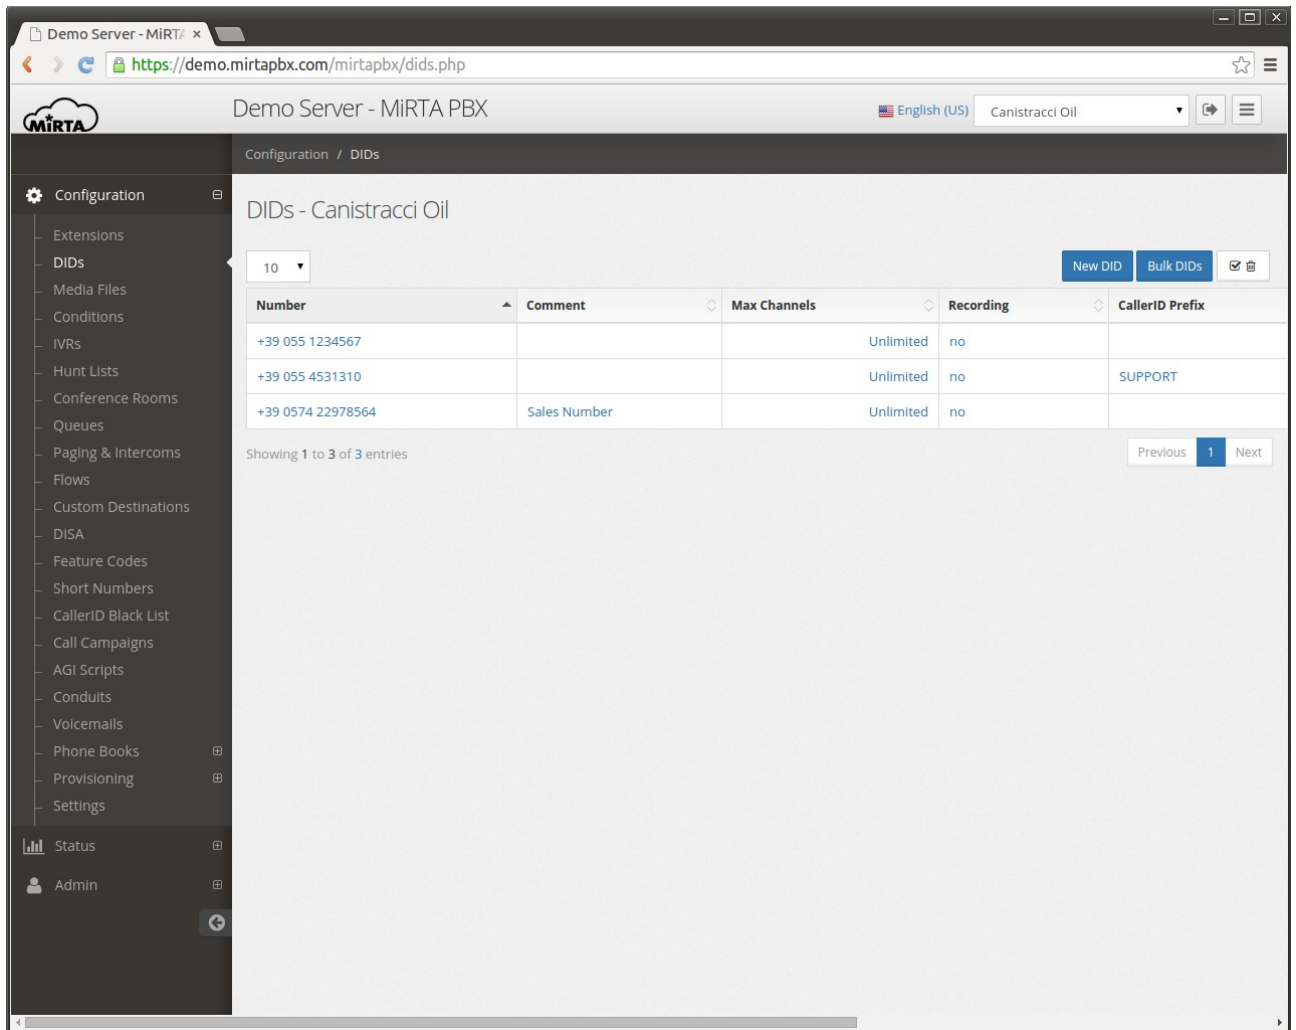 Demo Server - MiRTA
https://demo.mirtapbx.com/mirtapbx/dids.php
MiRTA
Demo Server - MiRTA PBX
English (US)
Canistracci Oil
Configuration / DIDs
Configuration
Extensions
DIDs
Media Files
Conditions
IVRs
Hunt Lists
Conference Rooms
Queues
Paging & Intercoms
Flows
Custom Destinations
DISA
Feature Codes
Short Numbers
CallerID Black List
Call Campaigns
AGI Scripts
Conduits
Voicemails
Phone Books
Provisioning
Settings
Status
Admin
DIDs - Canistracci Oil
10
New DID Bulk DIDs
Number Comment Max Channels Recording CallerID Prefix
+39 055 1234567 Unlimited no
+39 055 4531310 Unlimited no SUPPORT
+39 0574 22978564 Sales Number Unlimited no
Showing 1 to 3 of 3 entries
Previous 1 Next